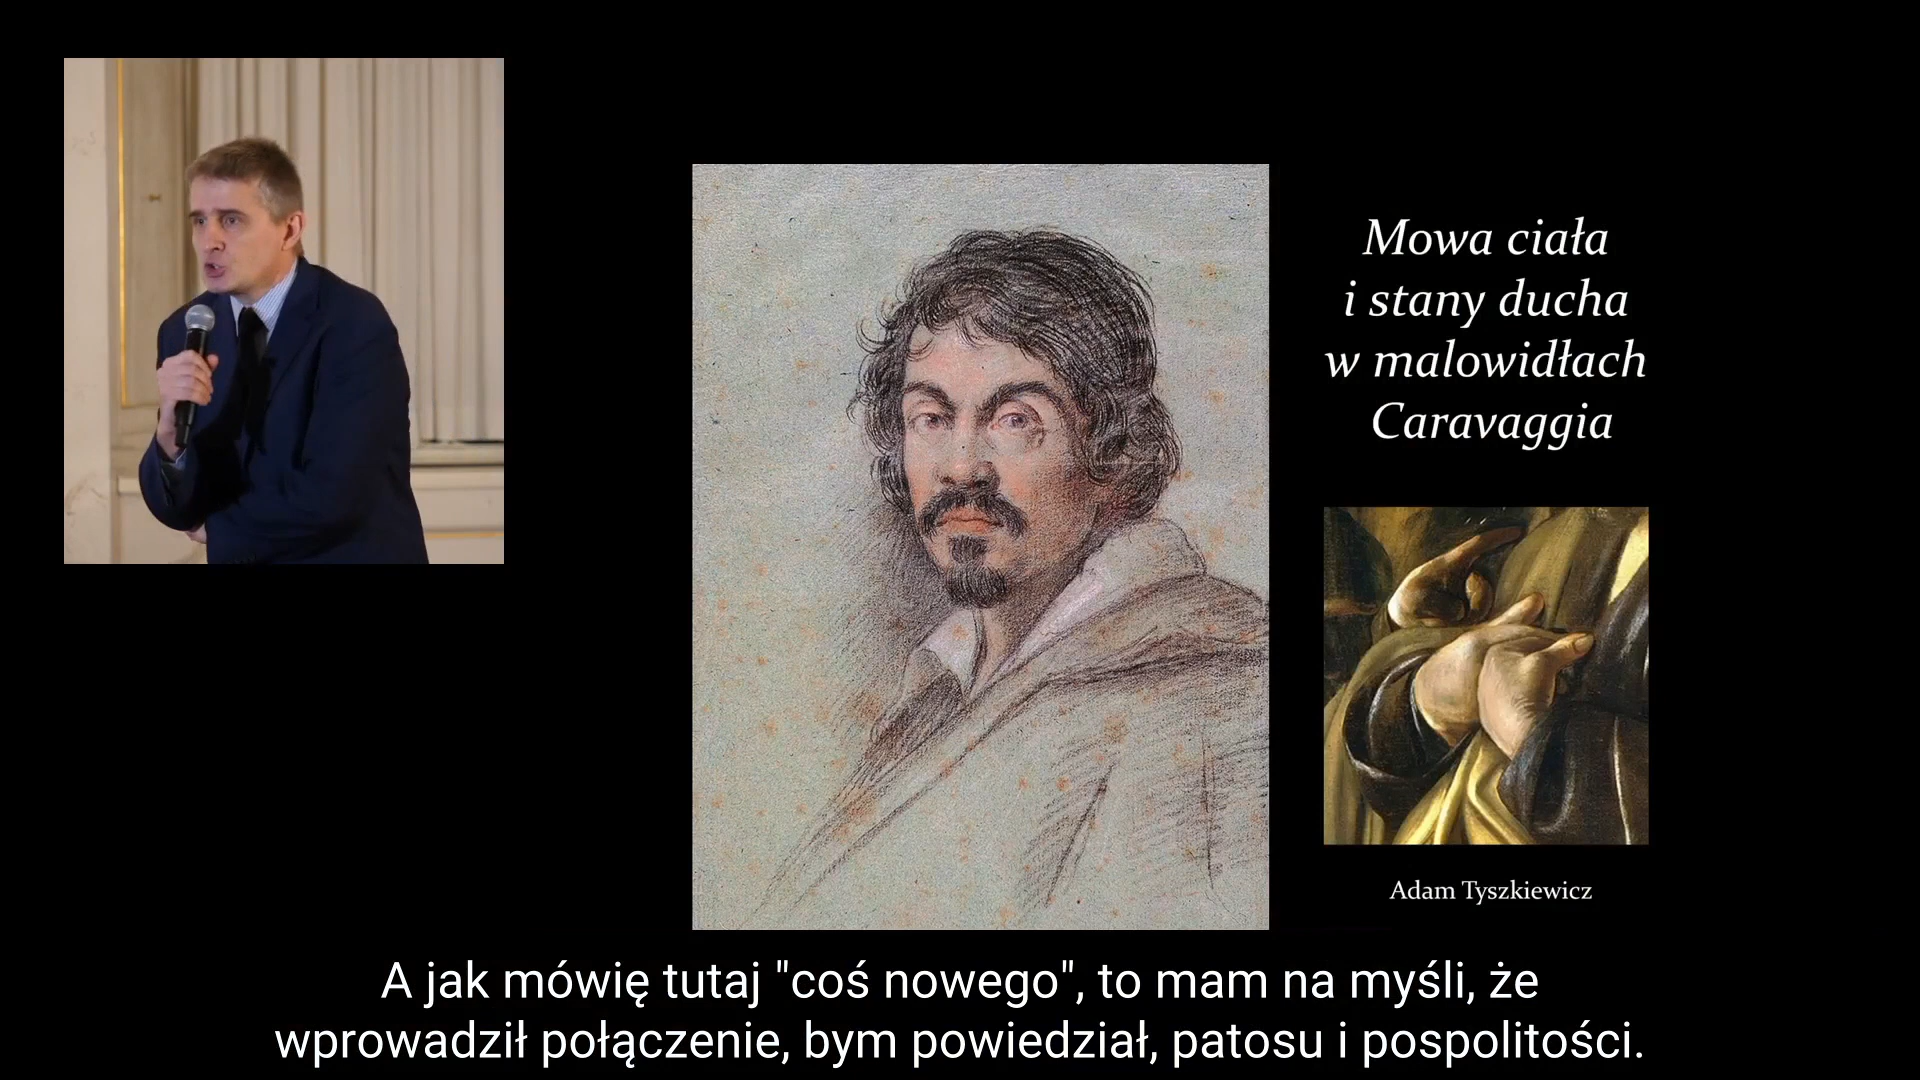 Mowa ciała
i stany ducha
w malowidłach
Caravaggia
Adam Tyszkiewicz
A jak mówię tutaj "coś nowego", to mam na myśli, że
wprowadził połączenie, bym powiedział, patosu i pospolitości.